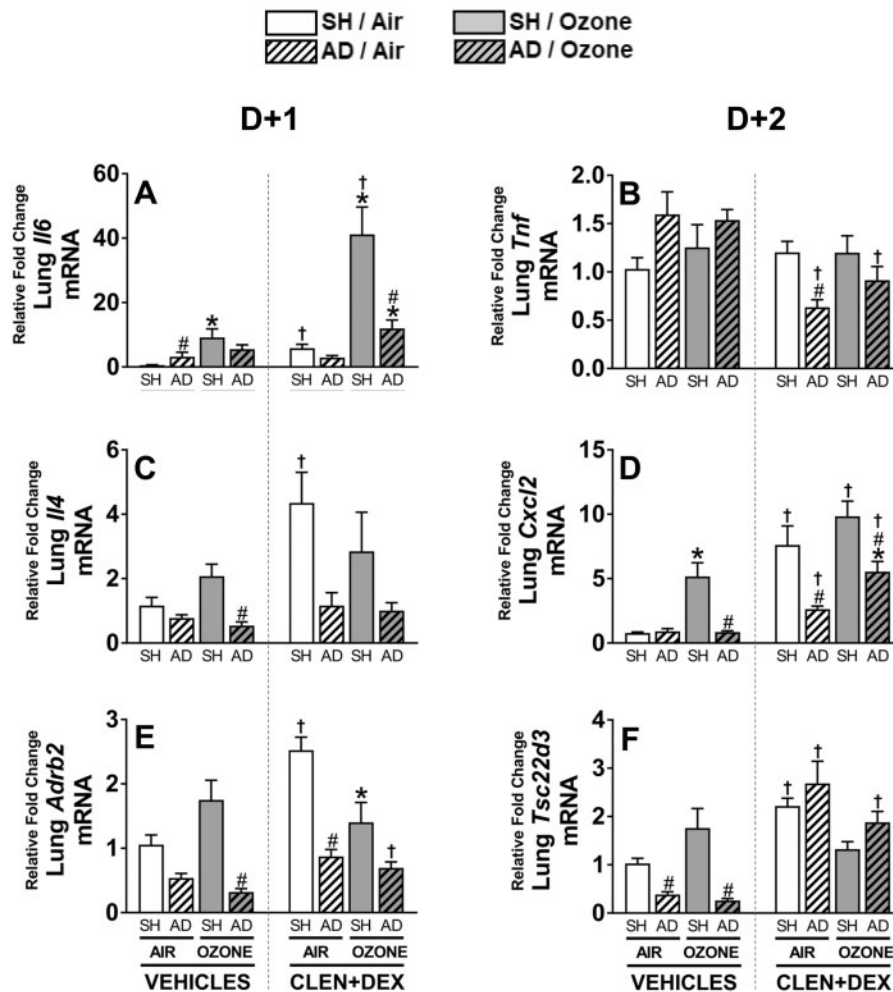 SH / Air
SH / Ozone
AD / Air
AD / Ozone
D+1
D+2
A
Relative Fold Change
Lung Il6
mRNA
60
40
20
0
*
#
†
*
†
#
*
SH AD SH AD SH AD SH AD
B
Relative Fold Change
Lung Tnf
mRNA
2.0
1.5
1.0
0.5
0.0
†
#
†
SH AD SH AD SH AD SH AD
C
Relative Fold Change
Lung Il4
mRNA
6
4
2
0
#
†
SH AD SH AD SH AD SH AD
D
Relative Fold Change
Lung Cxcl2
mRNA
15
10
5
0
*
#
†
†
#
†
†
#
*
SH AD SH AD SH AD SH AD
E
Relative Fold Change
Lung Adrb2
mRNA
3
2
1
0
#
†
#
*
†
SH AD SH AD SH AD SH AD
AIR OZONE AIR OZONE
VEHICLES CLEN+DEX
F
Relative Fold Change
Lung Tsc22d3
mRNA
4
3
2
1
0
#
#
†
†
†
SH AD SH AD SH AD SH AD
AIR OZONE AIR OZONE
VEHICLES CLEN+DEX